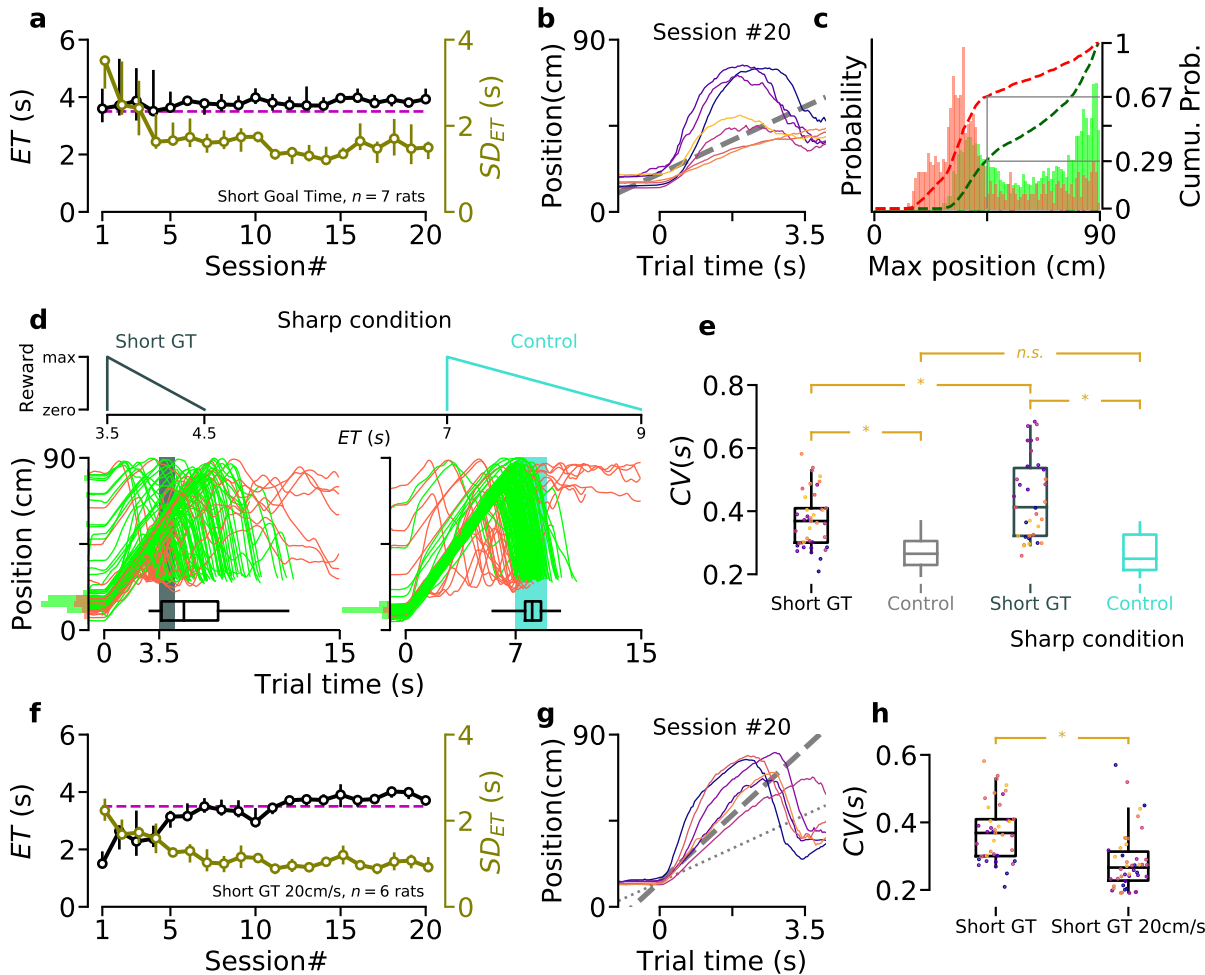 a
6
4
2
0
ET (s)
4
2
0
SD_ET (s)
Short Goal Time, n = 7 rats
1
5
10
15
20
Session#
b
Session #20
90
0
Position(cm)
0
3.5
Trial time (s)
c
Probability
1
0.67
0.29
0
Cumu. Prob.
0
90
Max position (cm)
d
Sharp condition
Short GT
Control
max
zero
Reward
3.5
4.5
ET (s)
7
9
90
0
Position (cm)
0
3.5
15
0
7
15
Trial time (s)
e
n.s.
*
*
*
0.8
0.6
0.4
0.2
CV(s)
Short GT
Control
Short GT
Control
Sharp condition
f
6
4
2
0
ET (s)
4
2
0
SD_ET (s)
Short GT 20cm/s, n = 6 rats
1
5
10
15
20
Session#
g
Session #20
90
0
Position(cm)
0
3.5
Trial time (s)
h
*
0.6
0.4
0.2
CV(s)
Short GT
Short GT 20cm/s